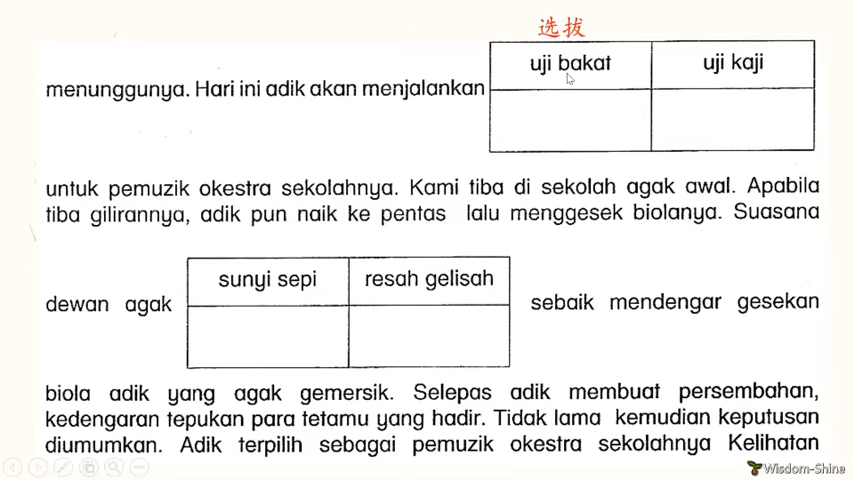 选拔
uji bakat uji kaji
menunggunya. Hari ini adik akan menjalankan
untuk pemuzik okestra sekolahnya. Kami tiba di sekolah agak awal. Apabila
tiba gilirannya, adik pun naik ke pentas lalu menggesek biolanya. Suasana
sunyi sepi resah gelisah
dewan agak sebaik mendengar gesekan
biola adik yang agak gemersik. Selepas adik membuat persembahan,
kedengaran tepukan para tetamu yang hadir. Tidak lama kemudian keputusan
diumumkan. Adik terpilih sebagai pemuzik okestra sekolahnya Kelihatan
Wisdom-Shine